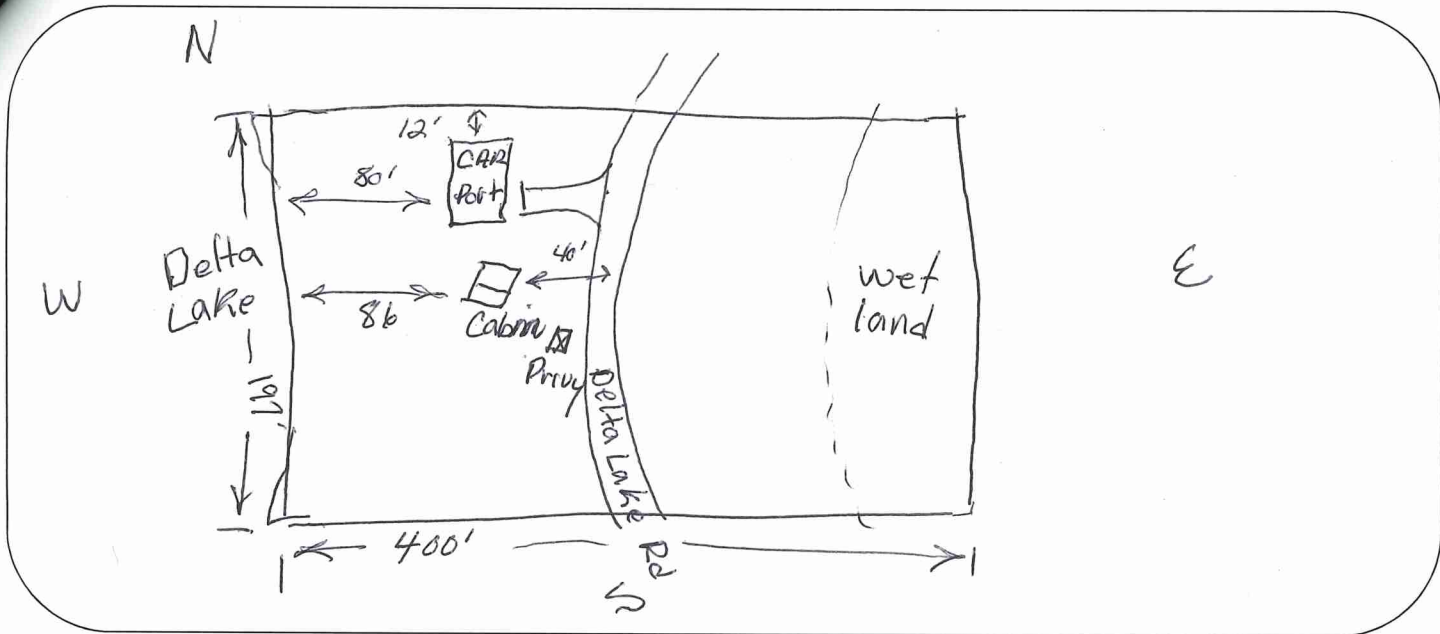 N
12'
CAR
Port
80'
40'
Delta
Lake
W
86
Cabin
Privy
wet
land
E
197'
Delta Lake Rd
400'
S